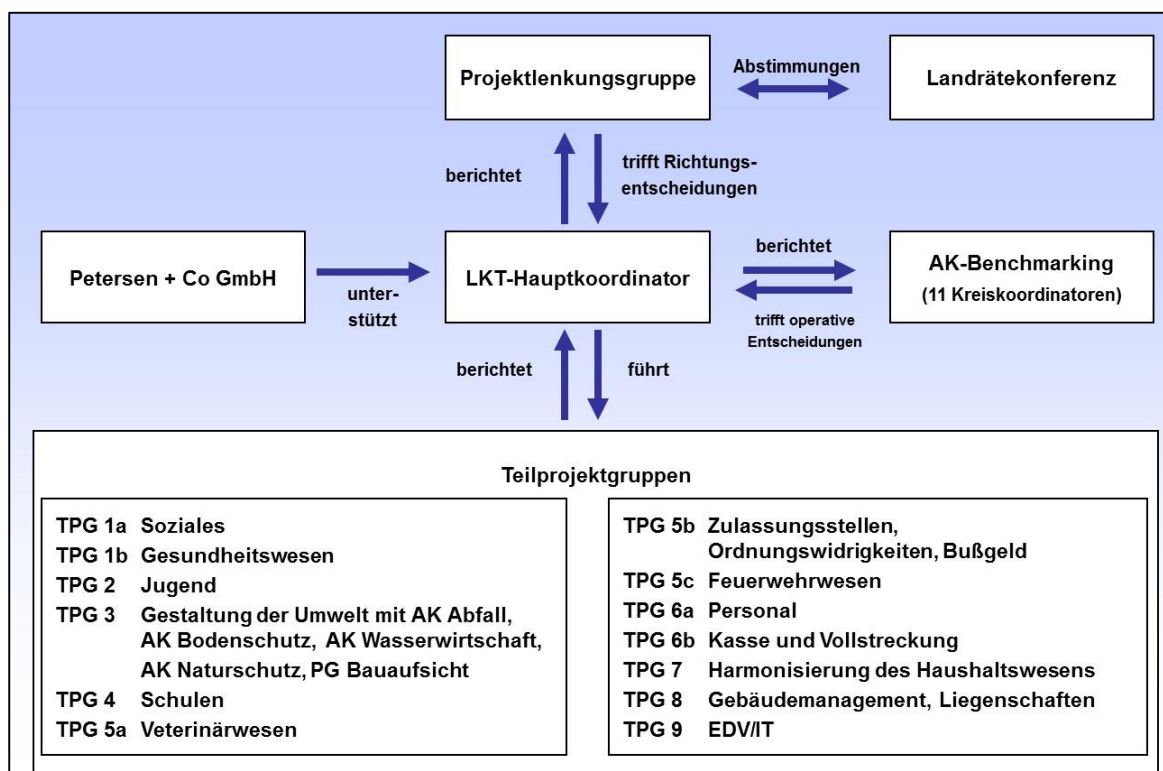 Projektlenkungsgruppe
Abstimmungen
Landrätekonferenz
berichtet
trifft Richtungs-
entscheidungen
Petersen + Co GmbH
unter-
stützt
LKT-Hauptkoordinator
berichtet
trifft operative
Entscheidungen
AK-Benchmarking
(11 Kreiskoordinatoren)
berichtet
führt
Teilprojektgruppen
TPG 1a Soziales
TPG 1b Gesundheitswesen
TPG 2 Jugend
TPG 3 Gestaltung der Umwelt mit AK Abfall,
AK Bodenschutz, AK Wasserwirtschaft,
AK Naturschutz, PG Bauaufsicht
TPG 4 Schulen
TPG 5a Veterinärwesen
TPG 5b Zulassungsstellen,
Ordnungswidrigkeiten, Bußgeld
TPG 5c Feuerwehrwesen
TPG 6a Personal
TPG 6b Kasse und Vollstreckung
TPG 7 Harmonisierung des Haushaltswesens
TPG 8 Gebäudemanagement, Liegenschaften
TPG 9 EDV/IT